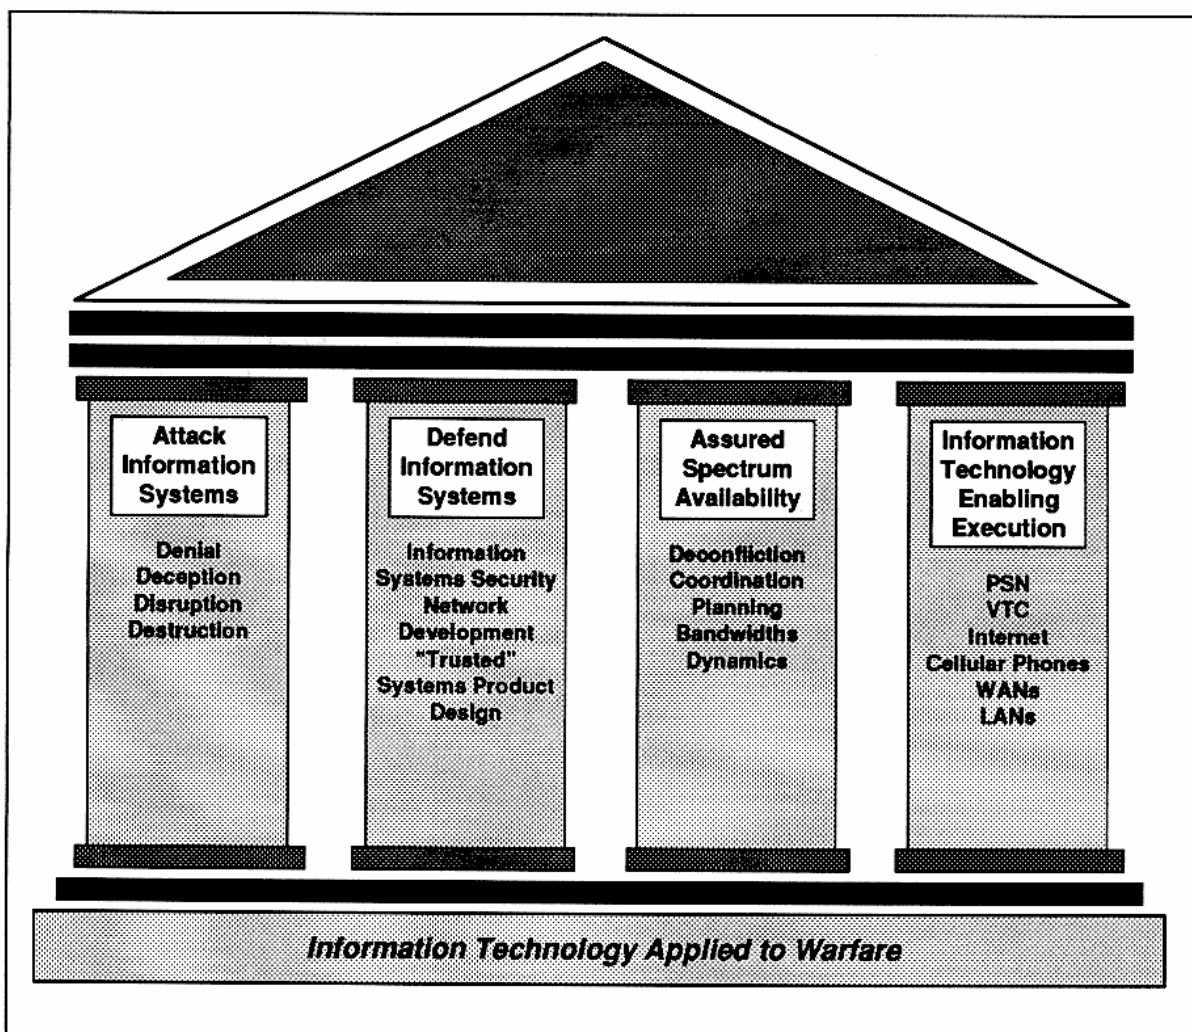 Attack
Information
Systems
Denial
Deception
Disruption
Destruction
Defend
Information
Systems
Information
Systems Security
Network
Development
"Trusted"
Systems Product
Design
Assured
Spectrum
Availability
Deconfliction
Coordination
Planning
Bandwidths
Dynamics
Information
Technology
Enabling
Execution
PSN
VTC
Internet
Cellular Phones
WANs
LANs
Information Technology Applied to Warfare